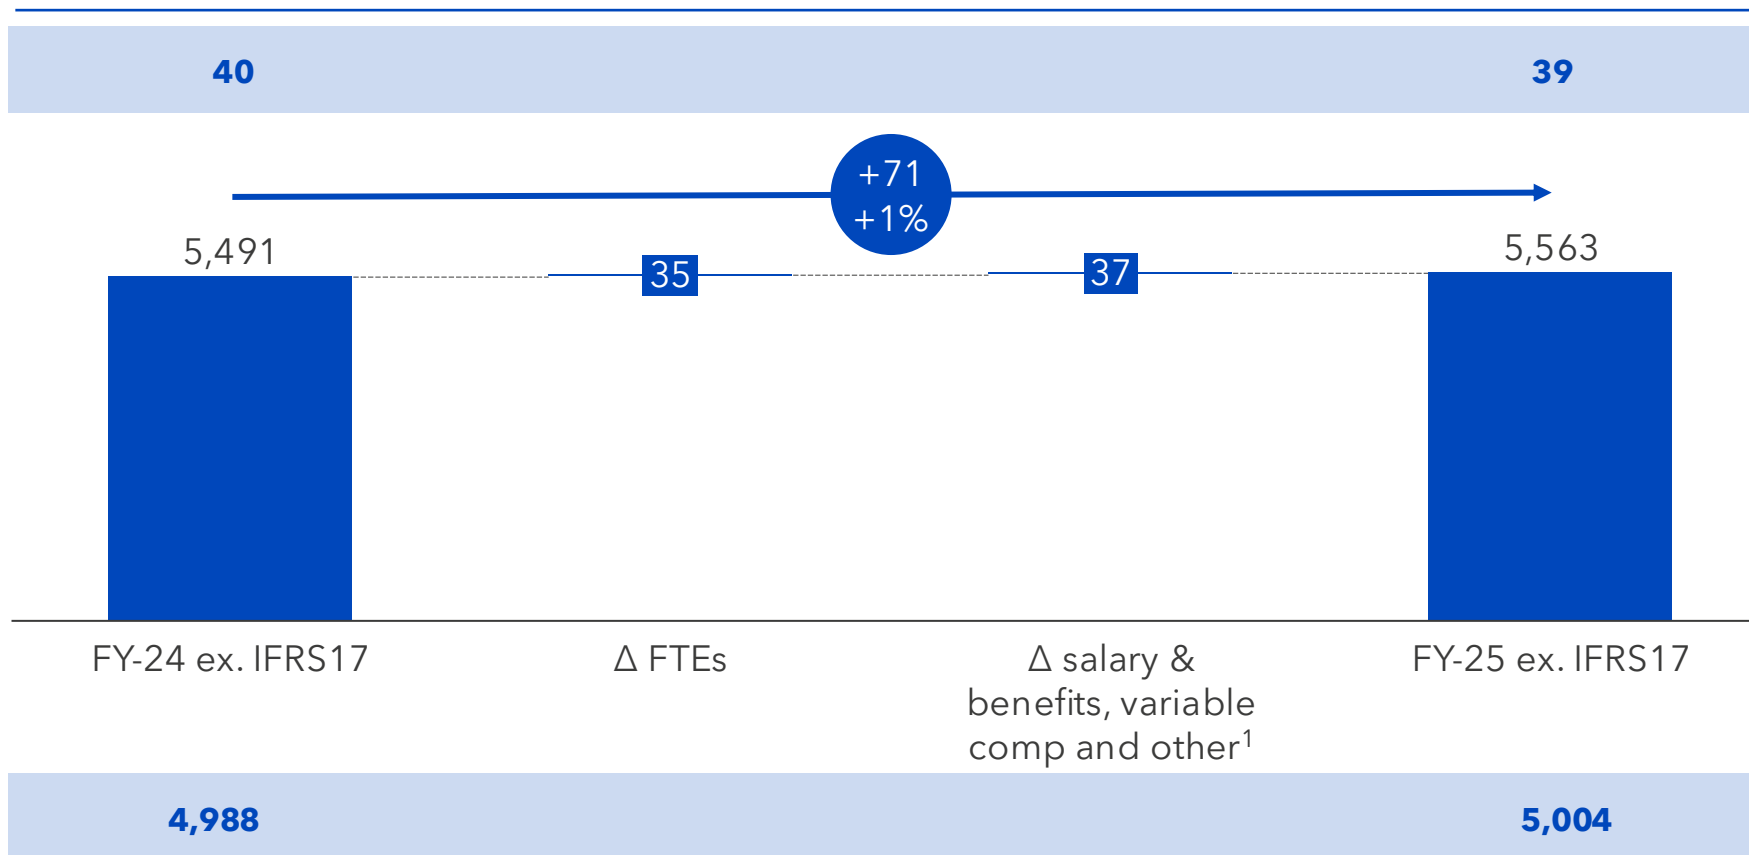 40
39
+71
+1%
5,491
35
37
5,563
FY-24 ex. IFRS17
Δ FTEs
Δ salary &
benefits, variable
comp and other¹
FY-25 ex. IFRS17
4,988
5,004